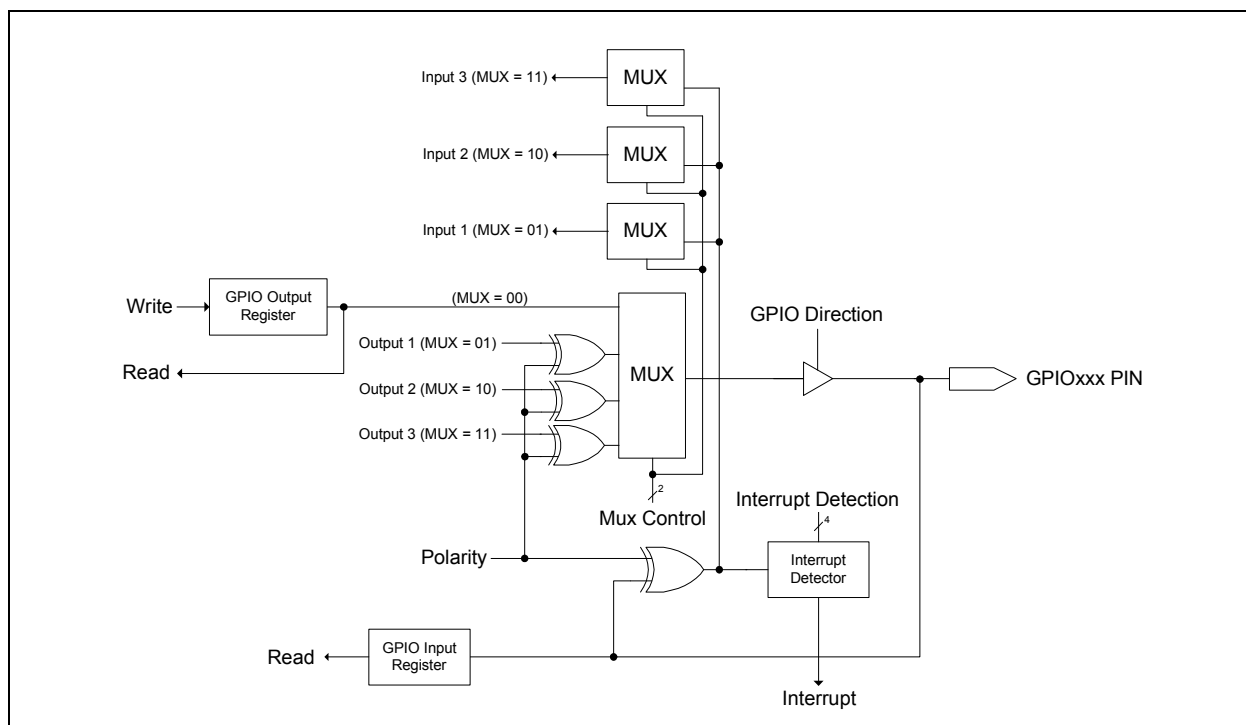 MUX
Input 3 (MUX = 11)
MUX
Input 2 (MUX = 10)
MUX
Input 1 (MUX = 01)
GPIO Output
Register
Write
(MUX = 00)
GPIO Direction
Output 1 (MUX = 01)
Read
MUX
GPIOxxx PIN
Output 2 (MUX = 10)
Output 3 (MUX = 11)
2
Mux Control
Interrupt Detection
4
Polarity
Interrupt
Detector
Read
GPIO Input
Register
Interrupt